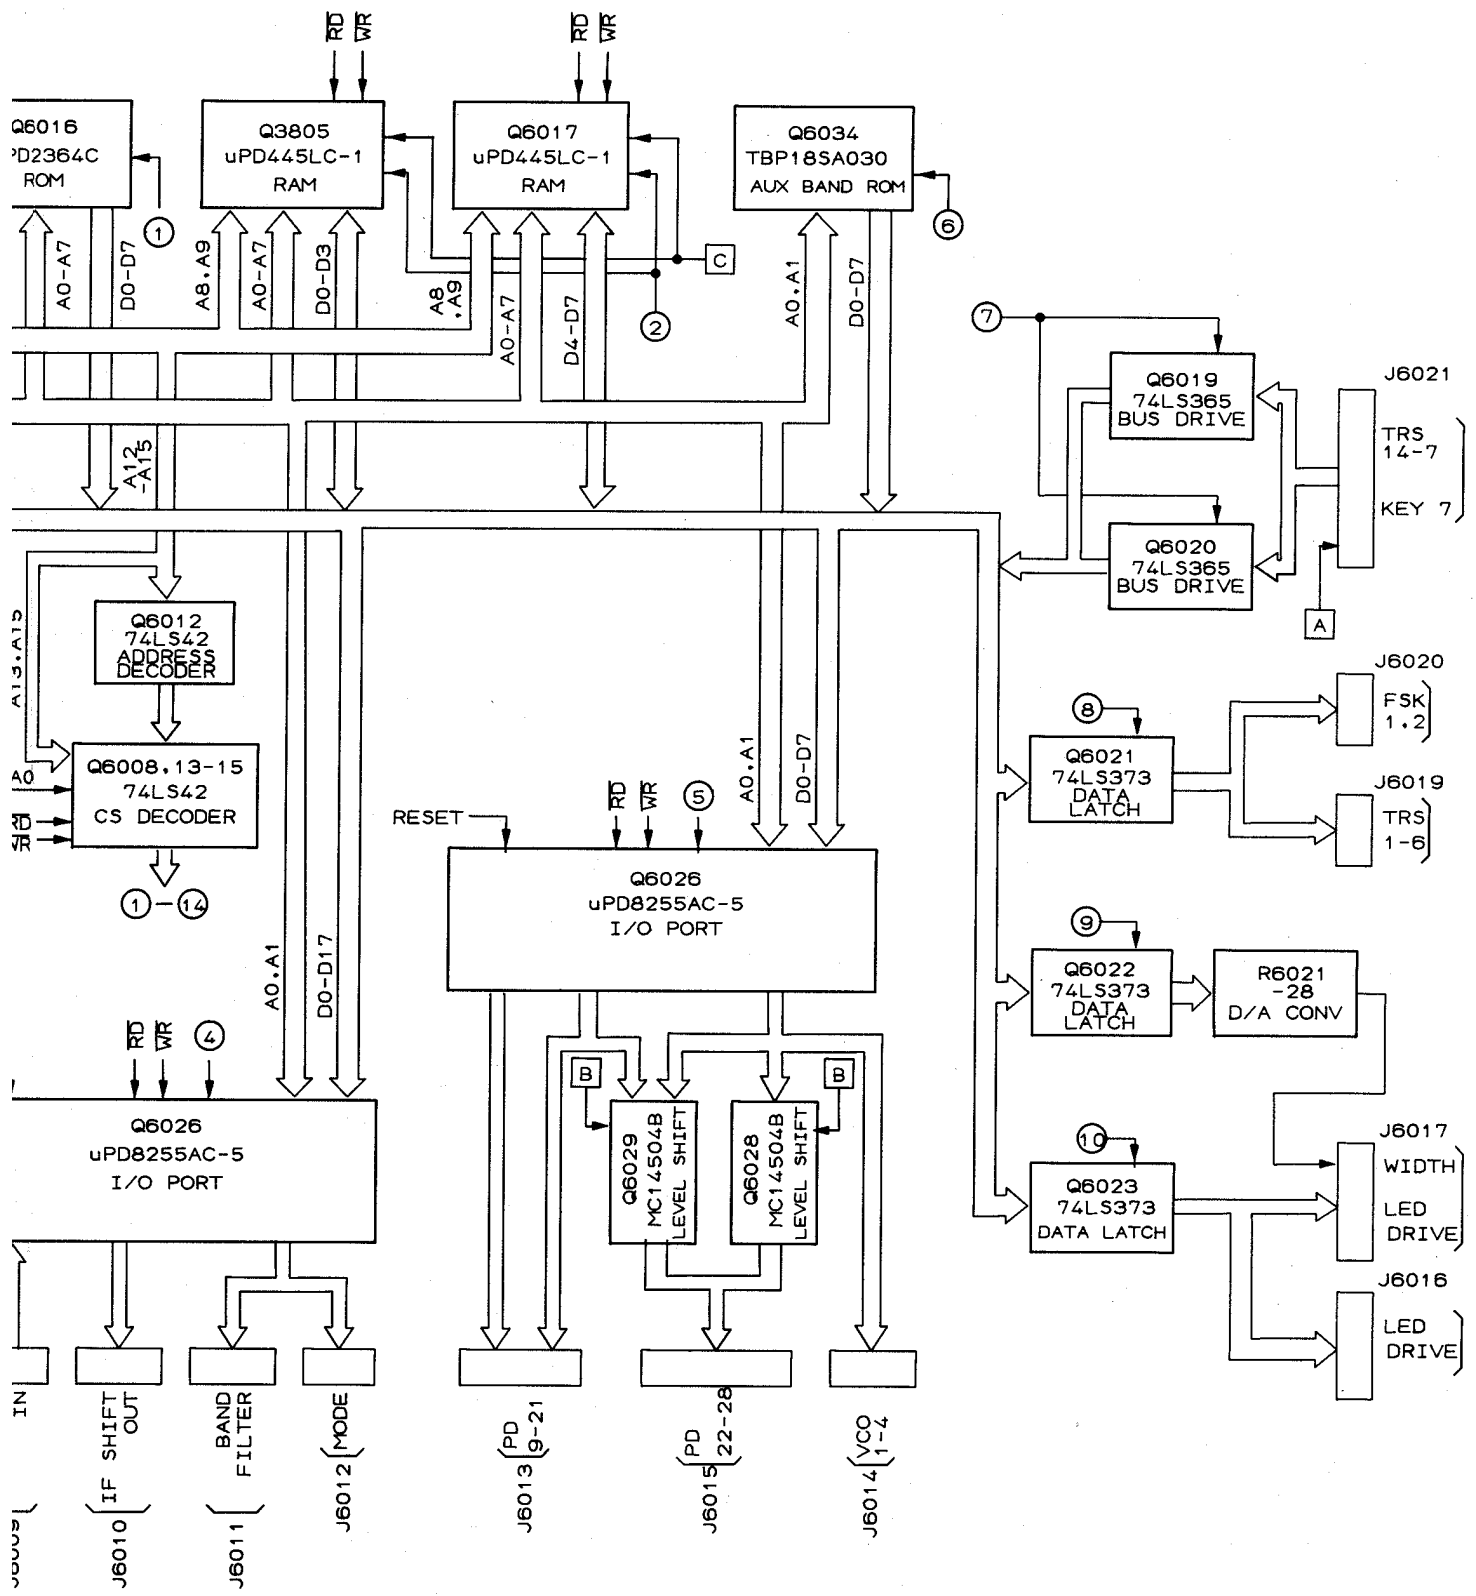 RD
WR
RD
WR
Q6016
PD2364C
ROM
Q3805
uPD445LC-1
RAM
Q6017
uPD445LC-1
RAM
Q6034
TBP18SA030
AUX BAND ROM
1
6
C
2
A0-A7
D0-D7
A8.A9
A0-A7
D0-D3
A8
.A9
A0-A7
D4-D7
A0.A1
D0-D7
7
Q6019
74LS365
BUS DRIVE
J6021
TRS
14-7
KEY 7
A12
-A15
Q6020
74LS365
BUS DRIVE
A
Q6012
74LS42
ADDRESS
DECODER
A13.A15
A0
RD
WR
Q6008.13-15
74LS42
CS DECODER
1-14
J6020
FSK
1.2
8
Q6021
74LS373
DATA
LATCH
J6019
TRS
1-6
A0.A1
D0-D7
RESET
RD
WR
5
Q6026
uPD8255AC-5
I/O PORT
9
Q6022
74LS373
DATA
LATCH
R6021
-28
D/A CONV
A0.A1
D0-D17
RD
WR
4
Q6026
uPD8255AC-5
I/O PORT
B
B
Q6029
MC14504B
LEVEL SHIFT
Q6028
MC14504B
LEVEL SHIFT
10
Q6023
74LS373
DATA LATCH
J6017
WIDTH
LED
DRIVE
J6016
LED
DRIVE
IN
J6009
IF SHIFT
OUT
J6010
BAND
FILTER
J6011
MODE
J6012
PD
9-21
J6013
PD
22-28
J6015
VCO
1-4
J6014